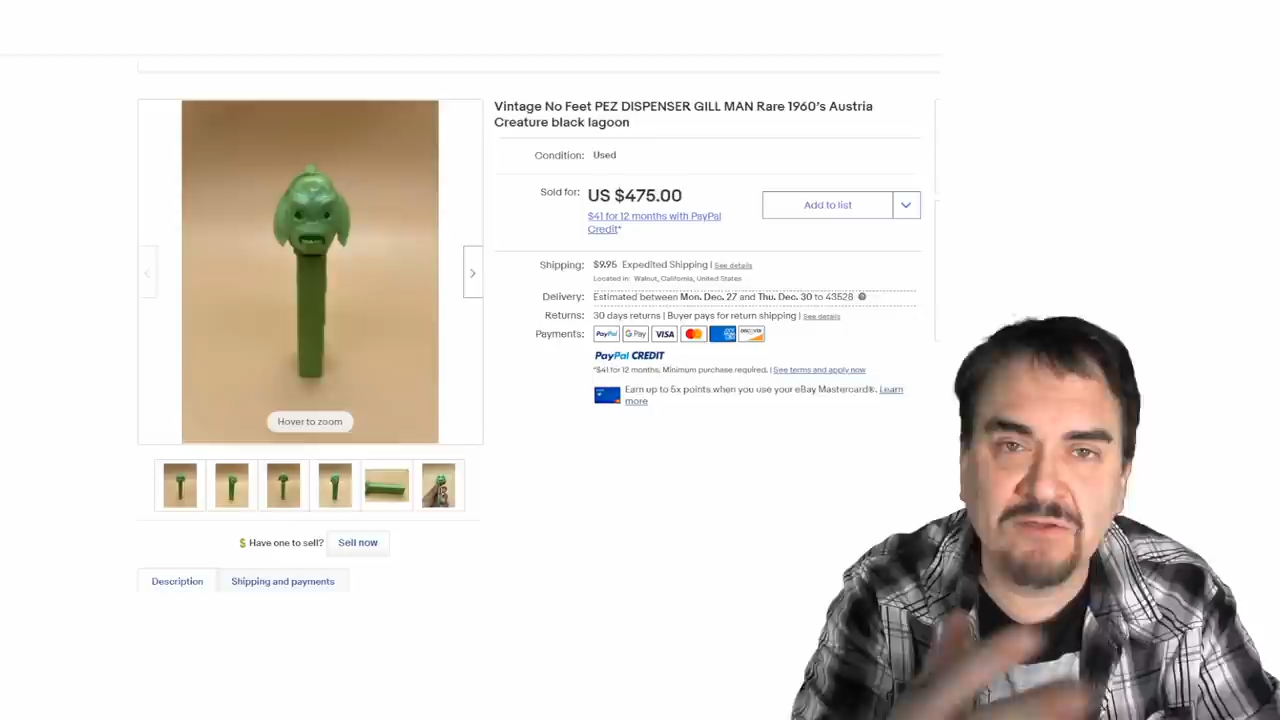 Vintage No Feet PEZ DISPENSER GILL MAN Rare 1960's Austria
Creature black lagoon
Condition: Used
Sold for: US $475.00
Add to list
$41 for 12 months with PayPal
Credit*
Shipping: $9.95 Expedited Shipping | See details
Located in: Walnut, California, United States
Delivery: Estimated between Mon. Dec. 27 and Thu. Dec. 30 to 43528
Returns: 30 days returns | Buyer pays for return shipping | See details
Payments: PayPal G Pay VISA DISCOVER
PayPal CREDIT
*$41 for 12 months. Minimum purchase required. | See terms and apply now
Earn up to 5x points when you use your eBay Mastercard®. Learn
more
Hover to zoom
$ Have one to sell? Sell now
Description Shipping and payments